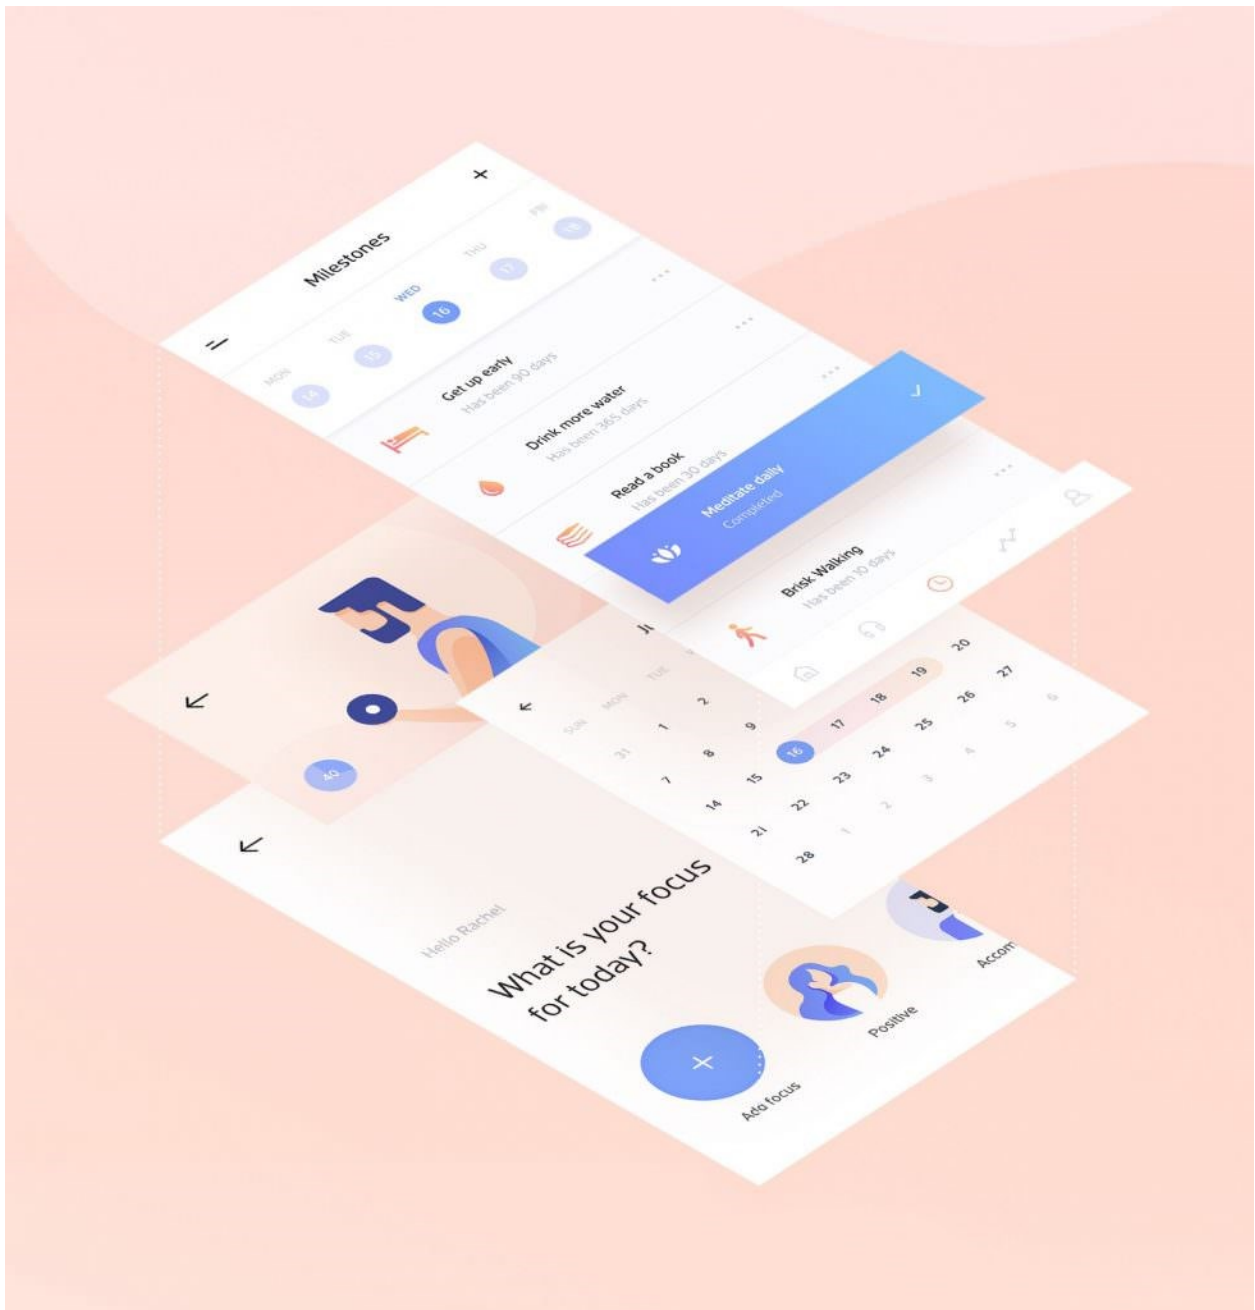 Milestones
+
MON
TUE
WED
THU
FRI
14
15
16
17
18
Get up early
Has been 90 days
Drink more water
Has been 365 days
Read a book
Has been 30 days
Meditate daily
Completed
Brisk Walking
Has been 10 days
40
SUN
MON
TUE
31
1
2
7
8
9
14
15
16
17
18
19
20
21
22
23
24
25
26
27
28
1
2
3
4
5
6
Hello Rachel
What is your focus
for today?
Add focus
Positive
Accom